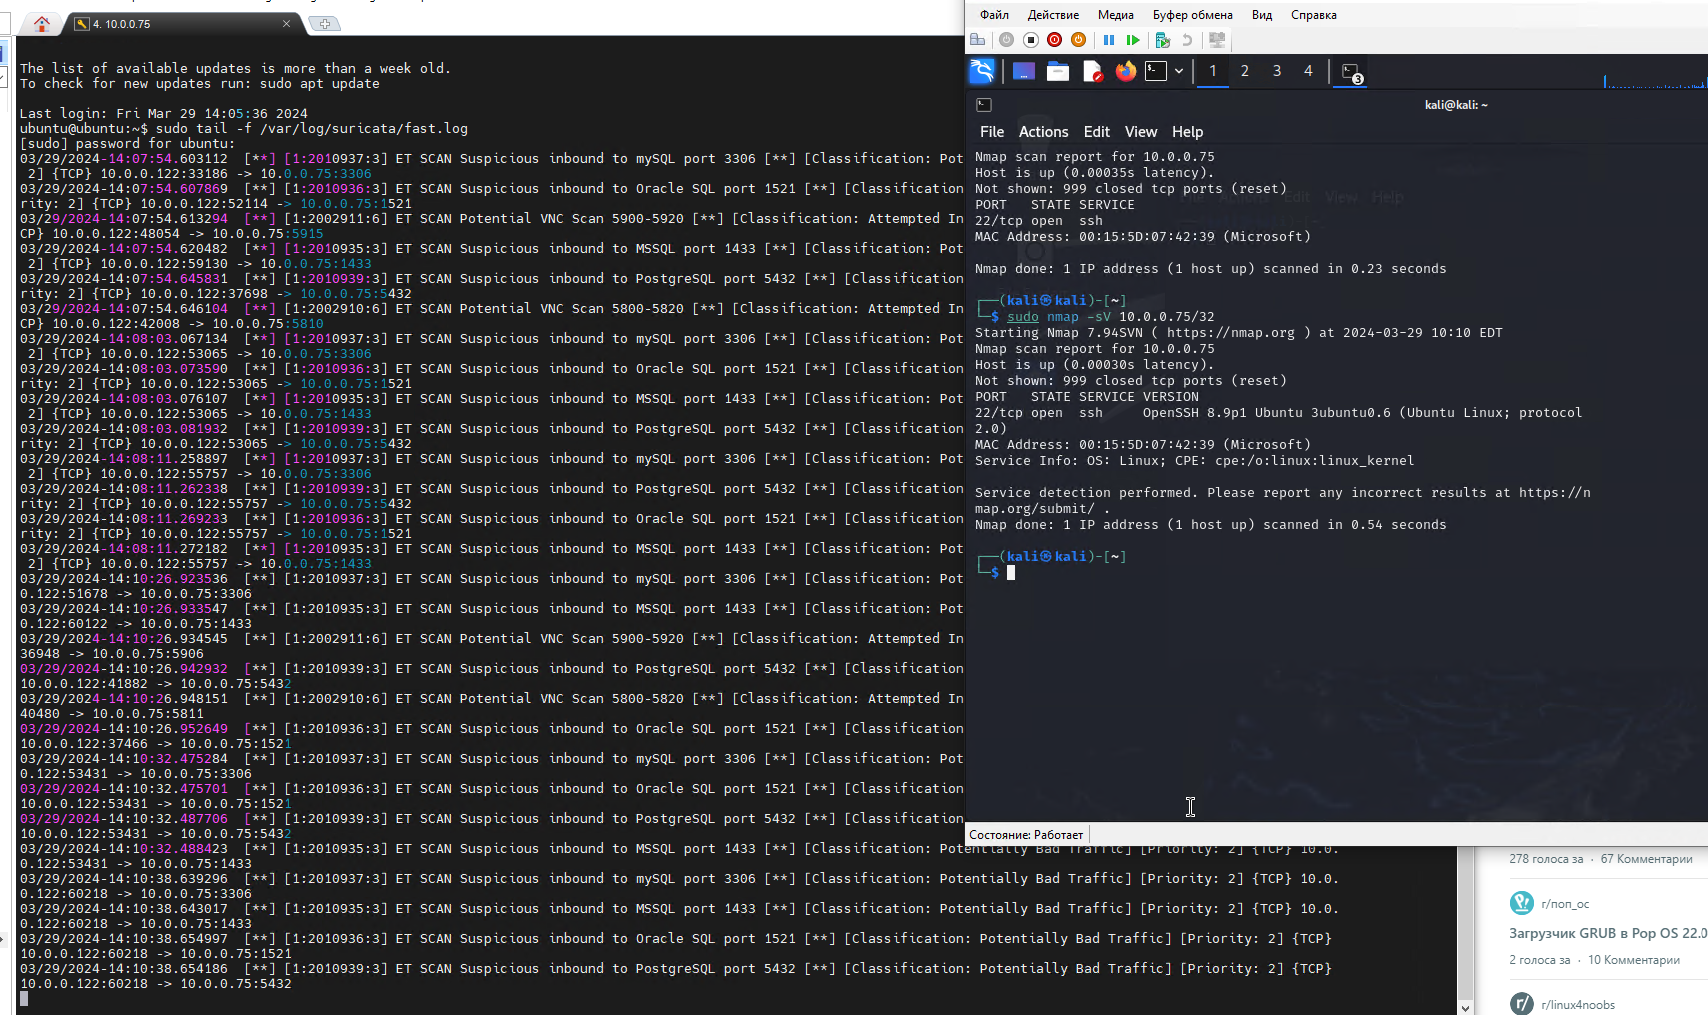 4. 10.0.0.75
The list of available updates is more than a week old.
To check for new updates run: sudo apt update
Last login: Fri Mar 29 14:05:36 2024
ubuntu@ubuntu:~$ sudo tail -f /var/log/suricata/fast.log
[sudo] password for ubuntu:
03/29/2024-14:07:54.603112  [**] [1:2010937:3] ET SCAN Suspicious inbound to mySQL port 3306 [**] [Classification: Pot
 2] {TCP} 10.0.0.122:33186 -> 10.0.0.75:3306
03/29/2024-14:07:54.607869  [**] [1:2010936:3] ET SCAN Suspicious inbound to Oracle SQL port 1521 [**] [Classification
rity: 2] {TCP} 10.0.0.122:52114 -> 10.0.0.75:1521
03/29/2024-14:07:54.613294  [**] [1:2002911:6] ET SCAN Potential VNC Scan 5900-5920 [**] [Classification: Attempted In
CP} 10.0.0.122:48054 -> 10.0.0.75:5915
03/29/2024-14:07:54.620482  [**] [1:2010935:3] ET SCAN Suspicious inbound to MSSQL port 1433 [**] [Classification: Pot
 2] {TCP} 10.0.0.122:59130 -> 10.0.0.75:1433
03/29/2024-14:07:54.645831  [**] [1:2010939:3] ET SCAN Suspicious inbound to PostgreSQL port 5432 [**] [Classification
rity: 2] {TCP} 10.0.0.122:37698 -> 10.0.0.75:5432
03/29/2024-14:07:54.646104  [**] [1:2002910:6] ET SCAN Potential VNC Scan 5800-5820 [**] [Classification: Attempted In
CP} 10.0.0.122:42008 -> 10.0.0.75:5810
03/29/2024-14:08:03.067134  [**] [1:2010937:3] ET SCAN Suspicious inbound to mySQL port 3306 [**] [Classification: Pot
 2] {TCP} 10.0.0.122:53065 -> 10.0.0.75:3306
03/29/2024-14:08:03.073590  [**] [1:2010936:3] ET SCAN Suspicious inbound to Oracle SQL port 1521 [**] [Classification
rity: 2] {TCP} 10.0.0.122:53065 -> 10.0.0.75:1521
03/29/2024-14:08:03.076107  [**] [1:2010935:3] ET SCAN Suspicious inbound to MSSQL port 1433 [**] [Classification: Pot
 2] {TCP} 10.0.0.122:53065 -> 10.0.0.75:1433
03/29/2024-14:08:03.081932  [**] [1:2010939:3] ET SCAN Suspicious inbound to PostgreSQL port 5432 [**] [Classification
rity: 2] {TCP} 10.0.0.122:53065 -> 10.0.0.75:5432
03/29/2024-14:08:11.258897  [**] [1:2010937:3] ET SCAN Suspicious inbound to mySQL port 3306 [**] [Classification: Pot
 2] {TCP} 10.0.0.122:55757 -> 10.0.0.75:3306
03/29/2024-14:08:11.262338  [**] [1:2010939:3] ET SCAN Suspicious inbound to PostgreSQL port 5432 [**] [Classification
rity: 2] {TCP} 10.0.0.122:55757 -> 10.0.0.75:5432
03/29/2024-14:08:11.269233  [**] [1:2010936:3] ET SCAN Suspicious inbound to Oracle SQL port 1521 [**] [Classification
rity: 2] {TCP} 10.0.0.122:55757 -> 10.0.0.75:1521
03/29/2024-14:08:11.272182  [**] [1:2010935:3] ET SCAN Suspicious inbound to MSSQL port 1433 [**] [Classification: Pot
 2] {TCP} 10.0.0.122:55757 -> 10.0.0.75:1433
03/29/2024-14:10:26.923536  [**] [1:2010937:3] ET SCAN Suspicious inbound to mySQL port 3306 [**] [Classification: Pot
0.122:51678 -> 10.0.0.75:3306
03/29/2024-14:10:26.933547  [**] [1:2010935:3] ET SCAN Suspicious inbound to MSSQL port 1433 [**] [Classification: Pot
0.122:60122 -> 10.0.0.75:1433
03/29/2024-14:10:26.934545  [**] [1:2002911:6] ET SCAN Potential VNC Scan 5900-5920 [**] [Classification: Attempted In
36948 -> 10.0.0.75:5906
03/29/2024-14:10:26.942932  [**] [1:2010939:3] ET SCAN Suspicious inbound to PostgreSQL port 5432 [**] [Classification
10.0.0.122:41882 -> 10.0.0.75:5432
03/29/2024-14:10:26.948151  [**] [1:2002910:6] ET SCAN Potential VNC Scan 5800-5820 [**] [Classification: Attempted In
40480 -> 10.0.0.75:5811
03/29/2024-14:10:26.952649  [**] [1:2010936:3] ET SCAN Suspicious inbound to Oracle SQL port 1521 [**] [Classification
10.0.0.122:37466 -> 10.0.0.75:1521
03/29/2024-14:10:32.475284  [**] [1:2010937:3] ET SCAN Suspicious inbound to mySQL port 3306 [**] [Classification: Pot
0.122:53431 -> 10.0.0.75:3306
03/29/2024-14:10:32.475701  [**] [1:2010936:3] ET SCAN Suspicious inbound to Oracle SQL port 1521 [**] [Classification
10.0.0.122:53431 -> 10.0.0.75:1521
03/29/2024-14:10:32.487706  [**] [1:2010939:3] ET SCAN Suspicious inbound to PostgreSQL port 5432 [**] [Classification
10.0.0.122:53431 -> 10.0.0.75:5432
03/29/2024-14:10:32.488423  [**] [1:2010935:3] ET SCAN Suspicious inbound to MSSQL port 1433 [**] [Classification: Potentially Bad Traffic] [Priority: 2] {TCP} 10.0.
0.122:53431 -> 10.0.0.75:1433
03/29/2024-14:10:38.639296  [**] [1:2010937:3] ET SCAN Suspicious inbound to mySQL port 3306 [**] [Classification: Potentially Bad Traffic] [Priority: 2] {TCP} 10.0.
0.122:60218 -> 10.0.0.75:3306
03/29/2024-14:10:38.643017  [**] [1:2010935:3] ET SCAN Suspicious inbound to MSSQL port 1433 [**] [Classification: Potentially Bad Traffic] [Priority: 2] {TCP} 10.0.
0.122:60218 -> 10.0.0.75:1433
03/29/2024-14:10:38.654997  [**] [1:2010936:3] ET SCAN Suspicious inbound to Oracle SQL port 1521 [**] [Classification: Potentially Bad Traffic] [Priority: 2] {TCP}
10.0.0.122:60218 -> 10.0.0.75:1521
03/29/2024-14:10:38.654186  [**] [1:2010939:3] ET SCAN Suspicious inbound to PostgreSQL port 5432 [**] [Classification: Potentially Bad Traffic] [Priority: 2] {TCP}
10.0.0.122:60218 -> 10.0.0.75:5432
Файл Действие Медиа Буфер обмена Вид Справка
1 2 3 4 3
kali@kali: ~
File Actions Edit View Help
Nmap scan report for 10.0.0.75
Host is up (0.00035s latency).
Not shown: 999 closed tcp ports (reset)
PORT   STATE SERVICE
22/tcp open  ssh
MAC Address: 00:15:5D:07:42:39 (Microsoft)
Nmap done: 1 IP address (1 host up) scanned in 0.23 seconds
┌──(kali㉿kali)-[~]
└─$ sudo nmap -sV 10.0.0.75/32
Starting Nmap 7.94SVN ( https://nmap.org ) at 2024-03-29 10:10 EDT
Nmap scan report for 10.0.0.75
Host is up (0.00030s latency).
Not shown: 999 closed tcp ports (reset)
PORT   STATE SERVICE VERSION
22/tcp open  ssh     OpenSSH 8.9p1 Ubuntu 3ubuntu0.6 (Ubuntu Linux; protocol
2.0)
MAC Address: 00:15:5D:07:42:39 (Microsoft)
Service Info: OS: Linux; CPE: cpe:/o:linux:linux_kernel
Service detection performed. Please report any incorrect results at https://n
map.org/submit/ .
Nmap done: 1 IP address (1 host up) scanned in 0.54 seconds
┌──(kali㉿kali)-[~]
└─$
Состояние: Работает
278 голоса за · 67 Комментарии
r/поп_ос
Загрузчик GRUB в Pop OS 22.0
2 голоса за · 10 Комментарии
r/linux4noobs